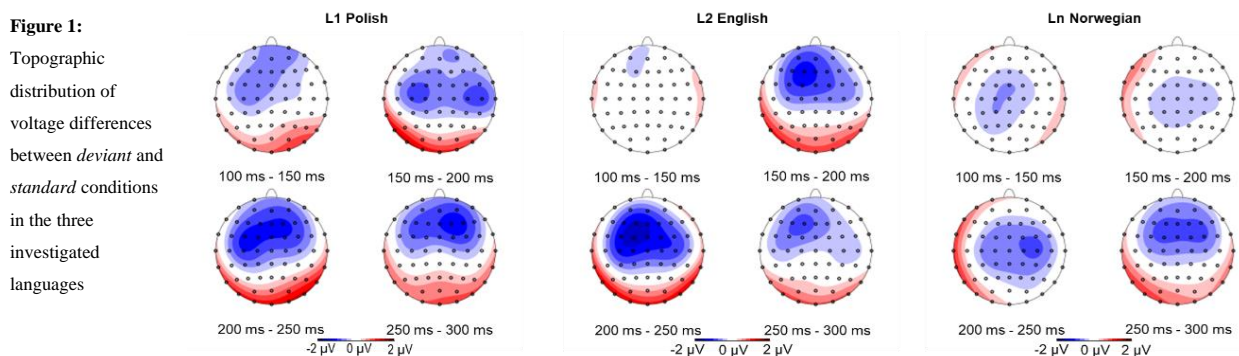 Figure 1:
Topographic
distribution of
voltage differences
between deviant and
standard conditions
in the three
investigated
languages
L1 Polish
100 ms - 150 ms
150 ms - 200 ms
200 ms - 250 ms
250 ms - 300 ms
-2 µV 0 µV 2 µV
L2 English
100 ms - 150 ms
150 ms - 200 ms
200 ms - 250 ms
250 ms - 300 ms
-2 µV 0 µV 2 µV
Ln Norwegian
100 ms - 150 ms
150 ms - 200 ms
200 ms - 250 ms
250 ms - 300 ms
-2 µV 0 µV 2 µV